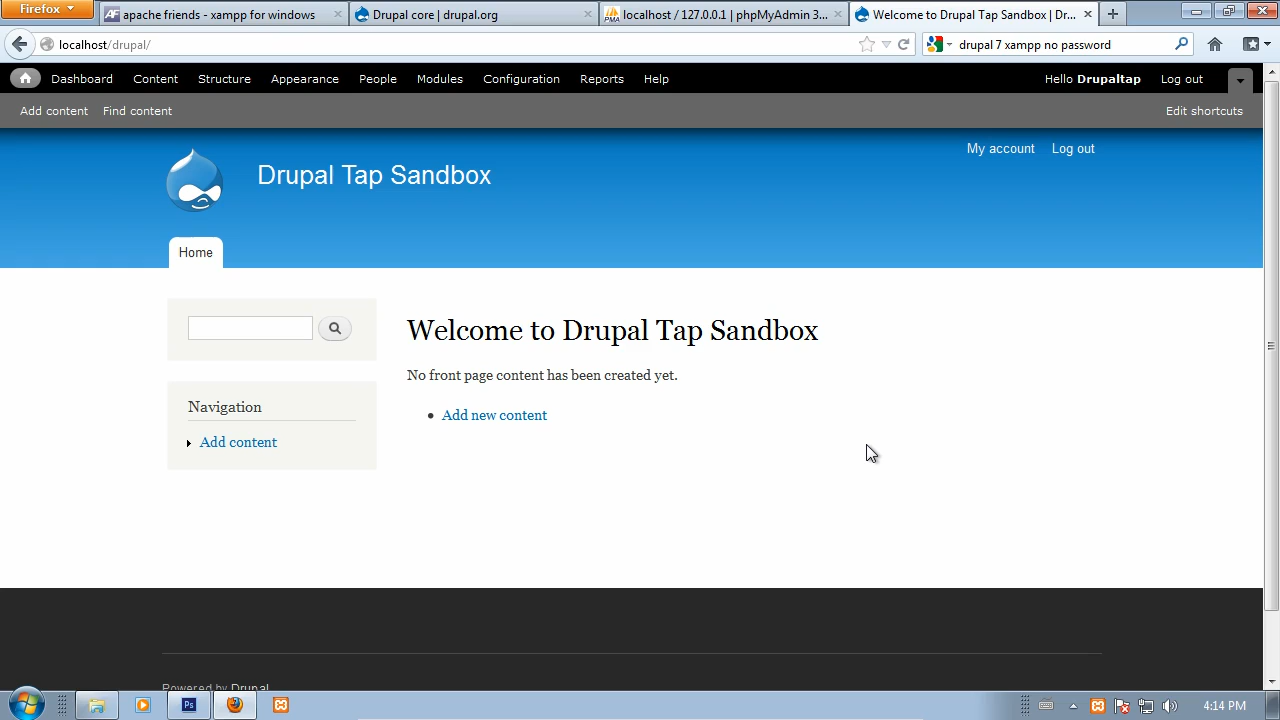 Firefox
apache friends - xampp for windows
Drupal core | drupal.org
localhost / 127.0.0.1 | phpMyAdmin 3...
Welcome to Drupal Tap Sandbox | Dr...
localhost/drupal/
drupal 7 xampp no password
Dashboard Content Structure Appearance People Modules Configuration Reports Help
Hello Drupaltap Log out
Add content Find content
Edit shortcuts
My account Log out
Drupal Tap Sandbox
Home
Welcome to Drupal Tap Sandbox
No front page content has been created yet.
Add new content
Navigation
Add content
Powered by Drupal
Ps
4:14 PM